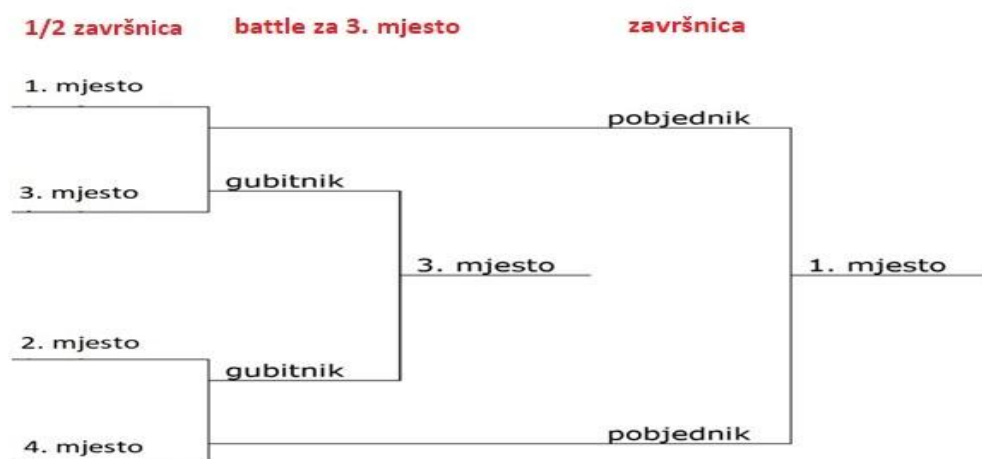 1/2 završnica battle za 3. mjesto završnica
1. mjesto
pobjednik
gubitnik
3. mjesto
3. mjesto
1. mjesto
2. mjesto
gubitnik
pobjednik
4. mjesto